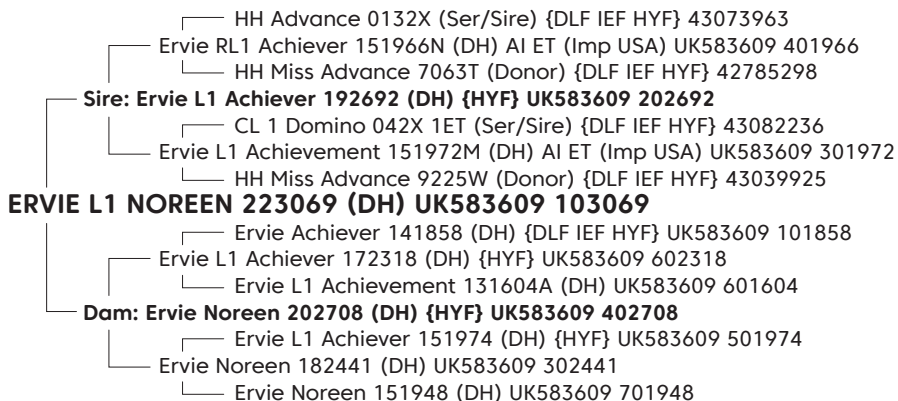 HH Advance 0132X (Ser/Sire) {DLF IEF HYF} 43073963
Ervie RL1 Achiever 151966N (DH) AI ET (Imp USA) UK583609 401966
HH Miss Advance 7063T (Donor) {DLF IEF HYF} 42785298
Sire: Ervie L1 Achiever 192692 (DH) {HYF} UK583609 202692
CL 1 Domino 042X 1ET (Ser/Sire) {DLF IEF HYF} 43082236
Ervie L1 Achievement 151972M (DH) AI ET (Imp USA) UK583609 301972
HH Miss Advance 9225W (Donor) {DLF IEF HYF} 43039925
ERVIE L1 NOREEN 223069 (DH) UK583609 103069
Ervie Achiever 141858 (DH) {DLF IEF HYF} UK583609 101858
Ervie L1 Achiever 172318 (DH) {HYF} UK583609 602318
Ervie L1 Achievement 131604A (DH) UK583609 601604
Dam: Ervie Noreen 202708 (DH) {HYF} UK583609 402708
Ervie L1 Achiever 151974 (DH) {HYF} UK583609 501974
Ervie Noreen 182441 (DH) UK583609 302441
Ervie Noreen 151948 (DH) UK583609 701948